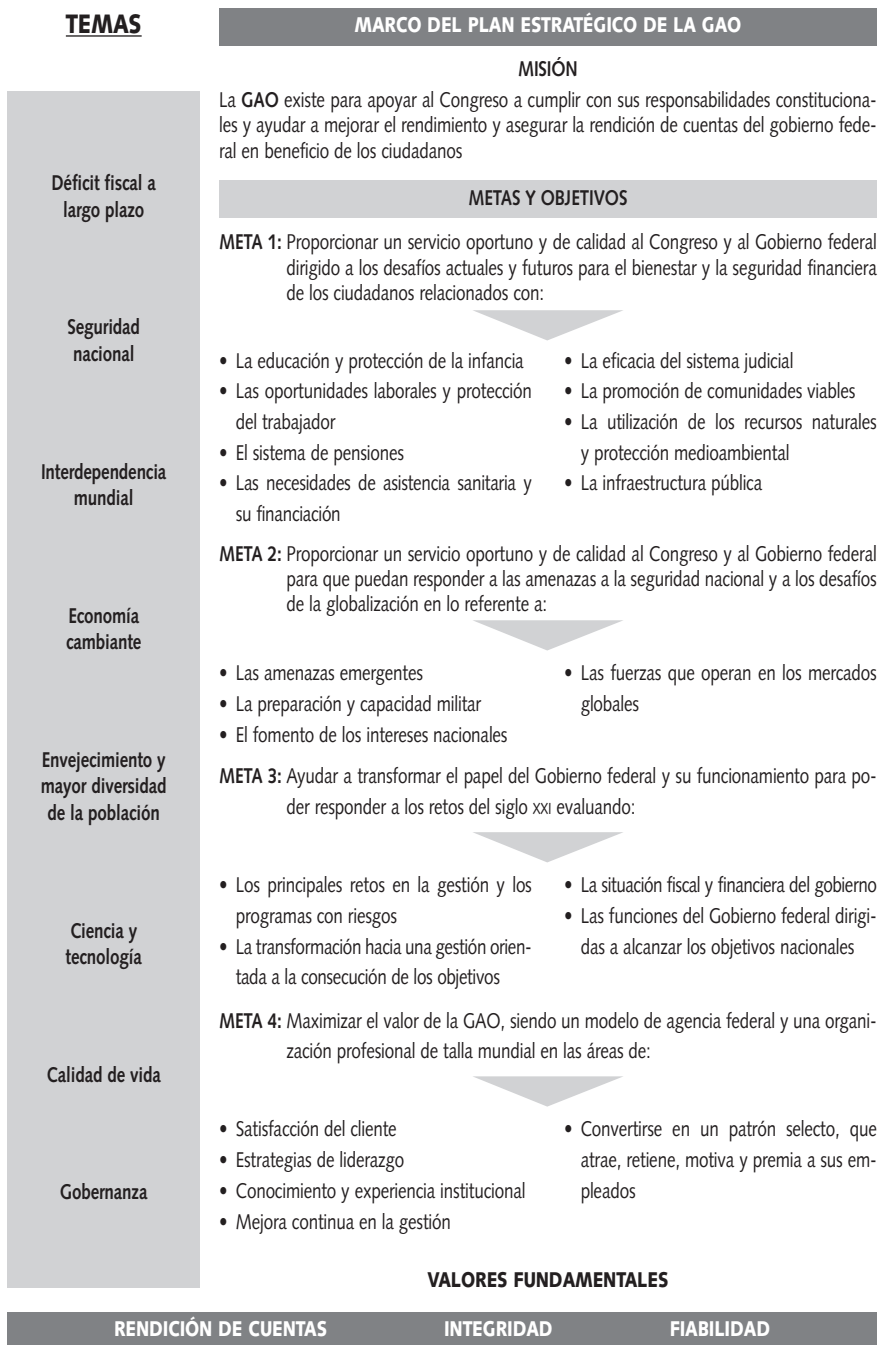 TEMAS
MARCO DEL PLAN ESTRATÉGICO DE LA GAO
MISIÓN
La GAO existe para apoyar al Congreso a cumplir con sus responsabilidades constituciona-
les y ayudar a mejorar el rendimiento y asegurar la rendición de cuentas del gobierno fede-
ral en beneficio de los ciudadanos
Déficit fiscal a
largo plazo
Seguridad
nacional
Interdependencia
mundial
Economía
cambiante
Envejecimiento y
mayor diversidad
de la población
Ciencia y
tecnología
Calidad de vida
Gobernanza
METAS Y OBJETIVOS
META 1: Proporcionar un servicio oportuno y de calidad al Congreso y al Gobierno federal
dirigido a los desafíos actuales y futuros para el bienestar y la seguridad financiera
de los ciudadanos relacionados con:
• La educación y protección de la infancia
• Las oportunidades laborales y protección
del trabajador
• El sistema de pensiones
• Las necesidades de asistencia sanitaria y
su financiación
• La eficacia del sistema judicial
• La promoción de comunidades viables
• La utilización de los recursos naturales
y protección medioambiental
• La infraestructura pública
META 2: Proporcionar un servicio oportuno y de calidad al Congreso y al Gobierno federal
para que puedan responder a las amenazas a la seguridad nacional y a los desafíos
de la globalización en lo referente a:
• Las amenazas emergentes
• La preparación y capacidad militar
• El fomento de los intereses nacionales
• Las fuerzas que operan en los mercados
globales
META 3: Ayudar a transformar el papel del Gobierno federal y su funcionamiento para po-
der responder a los retos del siglo XXI evaluando:
• Los principales retos en la gestión y los
programas con riesgos
• La transformación hacia una gestión orien-
tada a la consecución de los objetivos
• La situación fiscal y financiera del gobierno
• Las funciones del Gobierno federal dirigi-
das a alcanzar los objetivos nacionales
META 4: Maximizar el valor de la GAO, siendo un modelo de agencia federal y una organi-
zación profesional de talla mundial en las áreas de:
• Satisfacción del cliente
• Estrategias de liderazgo
• Conocimiento y experiencia institucional
• Mejora continua en la gestión
• Convertirse en un patrón selecto, que
atrae, retiene, motiva y premia a sus em-
pleados
VALORES FUNDAMENTALES
RENDICIÓN DE CUENTAS INTEGRIDAD FIABILIDAD